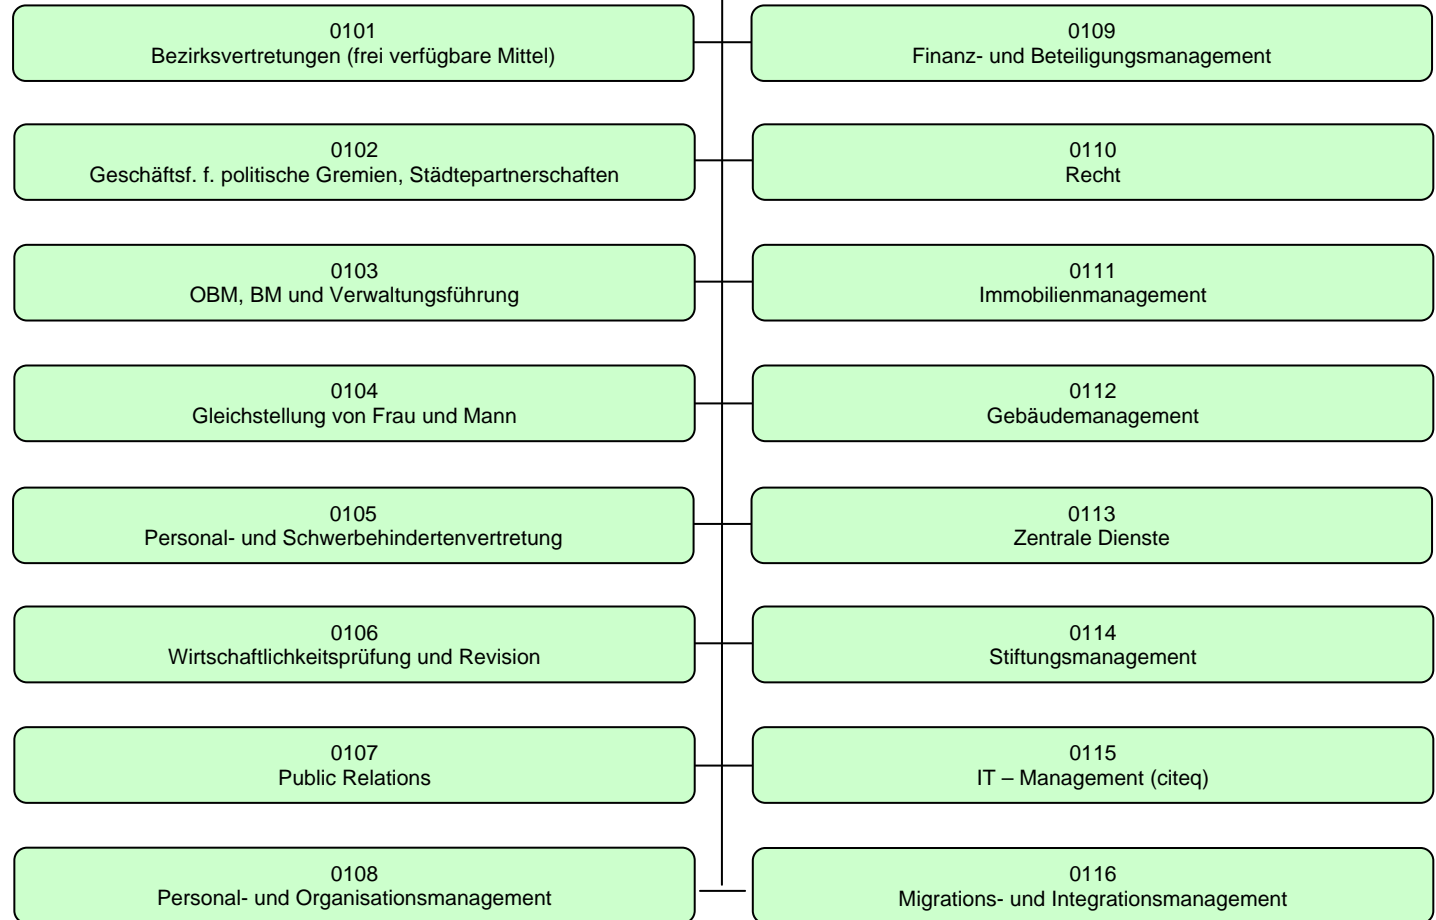 0101
Bezirksvertretungen (frei verfügbare Mittel)
0109
Finanz- und Beteiligungsmanagement
0102
Geschäftsf. f. politische Gremien, Städtepartnerschaften
0110
Recht
0103
OBM, BM und Verwaltungsführung
0111
Immobilienmanagement
0104
Gleichstellung von Frau und Mann
0112
Gebäudemanagement
0105
Personal- und Schwerbehindertenvertretung
0113
Zentrale Dienste
0106
Wirtschaftlichkeitsprüfung und Revision
0114
Stiftungsmanagement
0107
Public Relations
0115
IT – Management (citeq)
0108
Personal- und Organisationsmanagement
0116
Migrations- und Integrationsmanagement